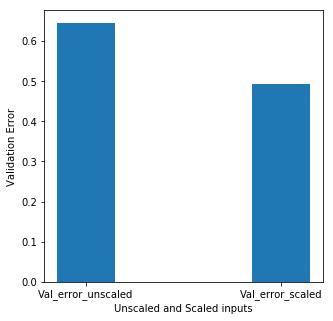 0.6
0.5
0.4
0.3
0.2
0.1
0.0
Validation Error
Val_error_unscaled
Val_error_scaled
Unscaled and Scaled inputs